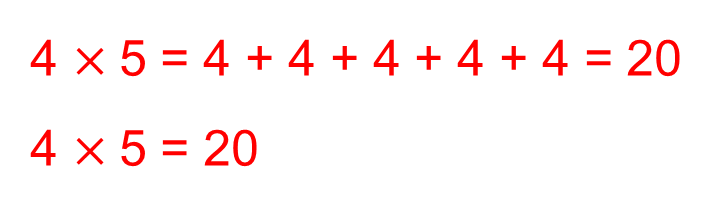 4 × 5 = 4 + 4 + 4 + 4 + 4 = 20
4 × 5 = 20